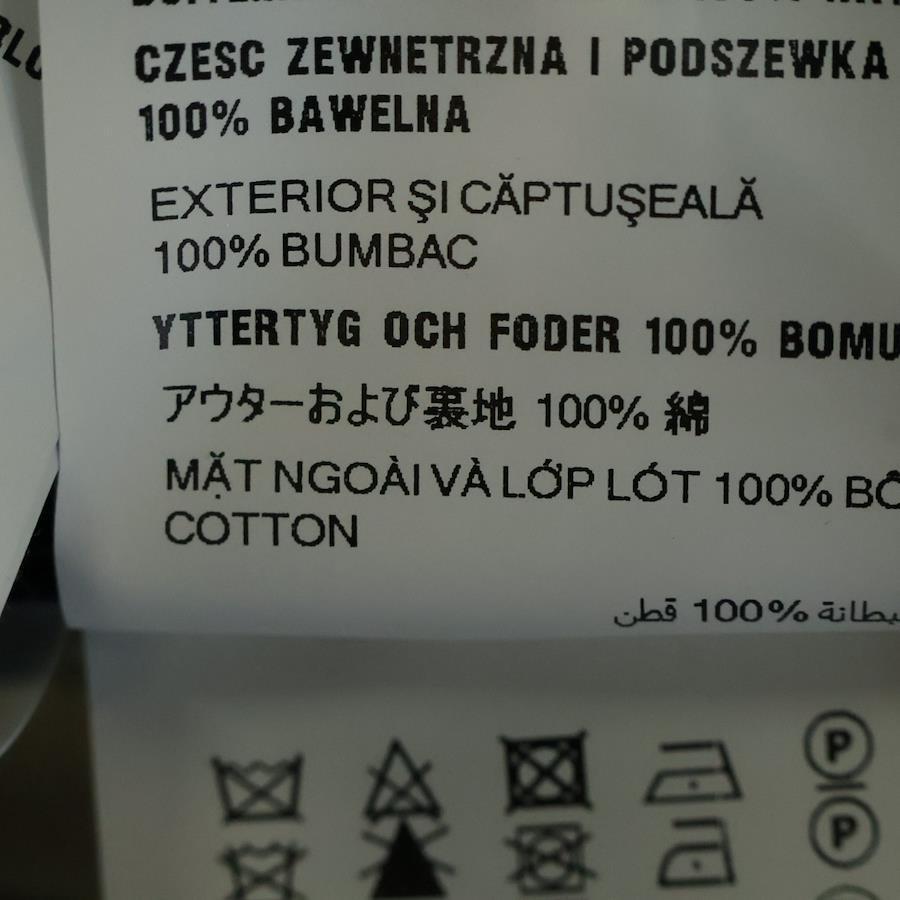 CZESC ZEWNETRZNA I PODSZEWKA
100% BAWELNA
EXTERIOR ŞI CĂPTUŞEALĂ
100% BUMBAC
YTTERTYG OCH FODER 100%
アウターおよび裏地 100% 綿
MẶT NGOÀI VÀ LỚP LÓT 100%
COTTON
100% قطن
P
P